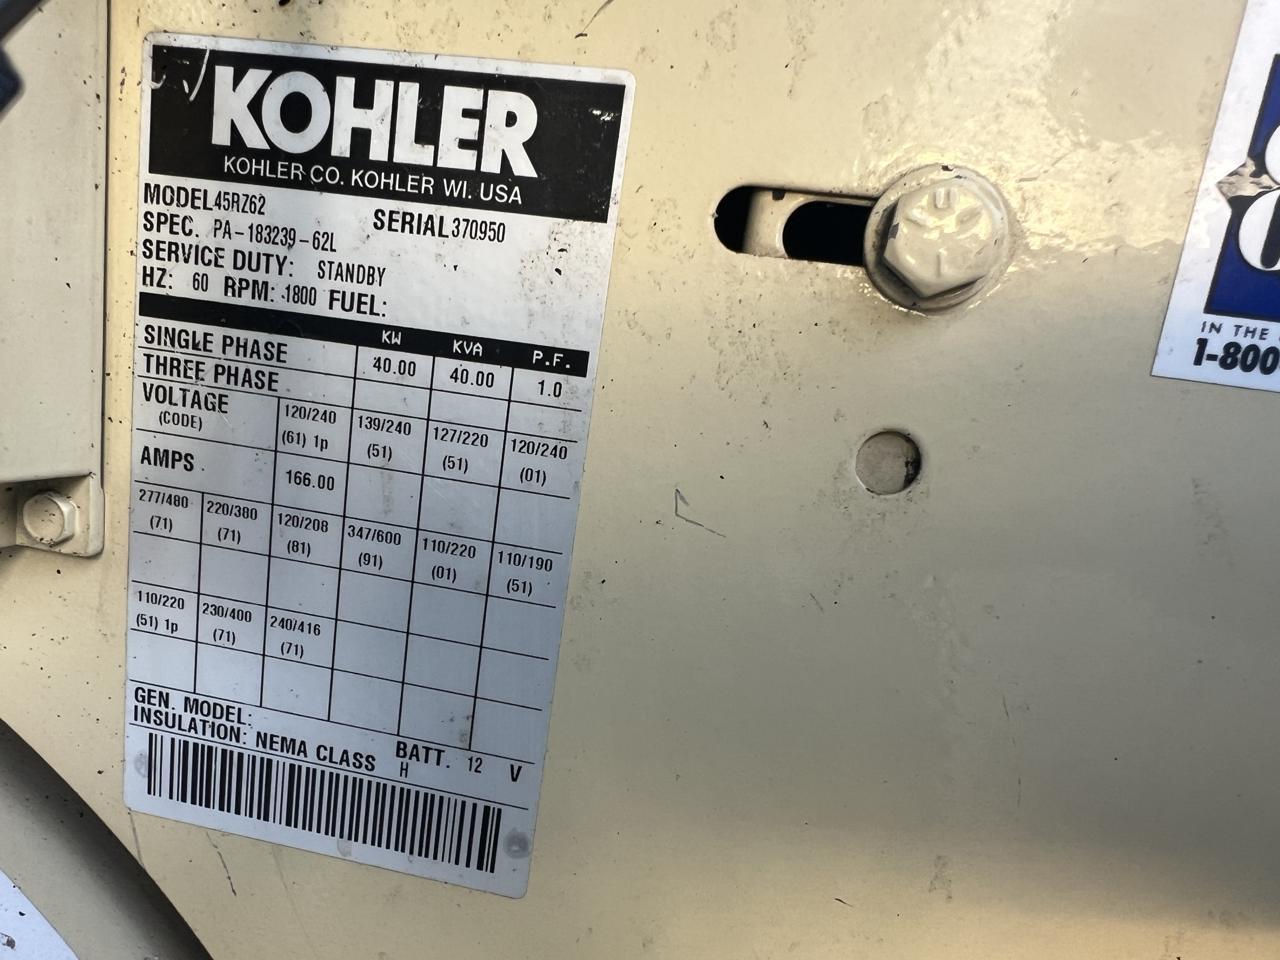 KOHLER
KOHLER CO. KOHLER WI. USA
MODEL 45RZ62
SERIAL 370950
SPEC. PA-183239-62L
SERVICE DUTY: STANDBY
HZ: 60 RPM: 1800 FUEL:
KW KVA P.F.
SINGLE PHASE 40.00 40.00 1.0
THREE PHASE
VOLTAGE 120/240 139/240 127/220 120/240
(CODE) (61) 1p (51) (51) (01)
AMPS 166.00
277/480 220/380 120/208 347/600 110/220 110/190
(71) (71) (81) (91) (01) (51)
110/220 230/400 240/416
(51) 1p (71) (71)
GEN. MODEL:
BATT. 12 V
INSULATION: NEMA CLASS H
IN THE
1-800